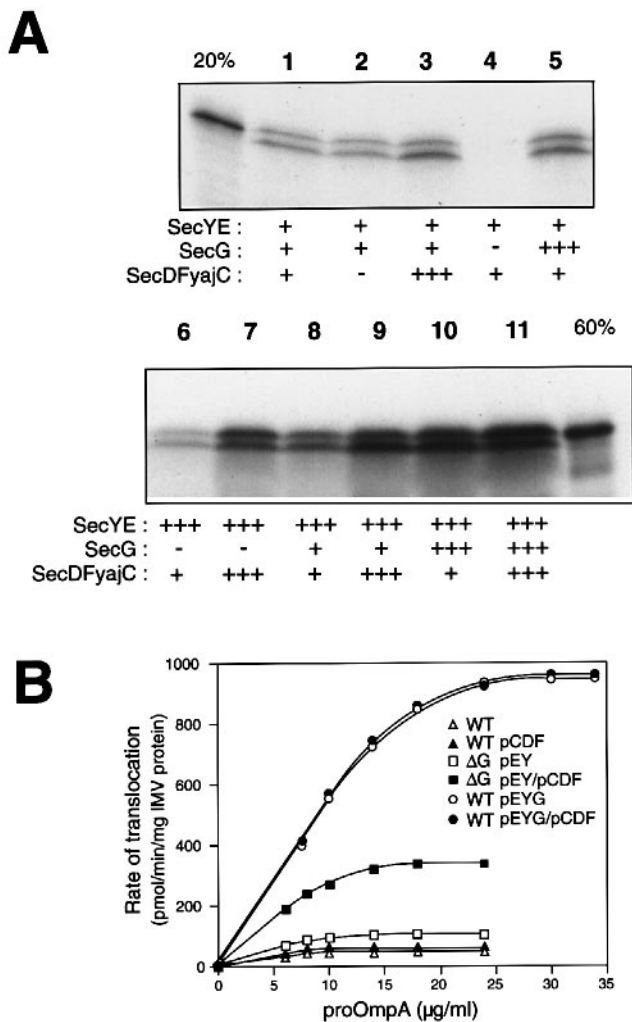 A
20% 1 2 3 4 5
SecYE : + + + + +
SecG : + + + - +++
SecDFyajC : + - +++ + +
6 7 8 9 10 11 60%
SecYE : +++ +++ +++ +++ +++ +++
SecG : - - + + +++ +++
SecDFyajC : + +++ + +++ + +++
B
Rate of translocation
(pmol/min/mg IMV protein)
1000
800
600
400
200
0
WT
WT pCDF
ΔG pEY
ΔG pEY/pCDF
WT pEYG
WT pEYG/pCDF
0 5 10 15 20 25 30 35
proOmpA (µg/ml)